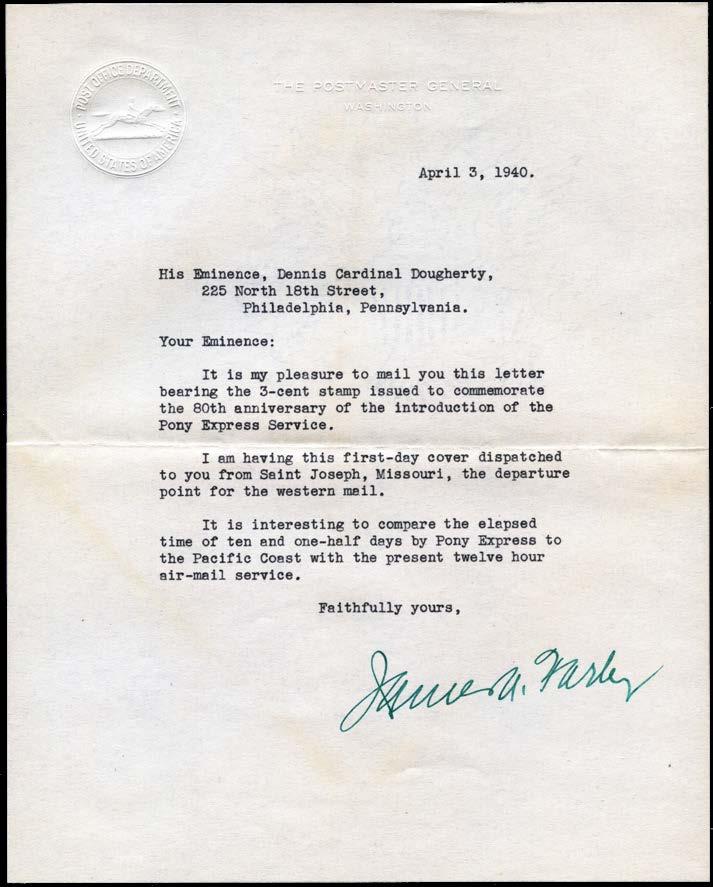 POST OFFICE DEPARTMENT
UNITED STATES OF AMERICA
THE POSTMASTER GENERAL
WASHINGTON
April 3, 1940.
His Eminence, Dennis Cardinal Dougherty,
225 North 18th Street,
Philadelphia, Pennsylvania.
Your Eminence:
It is my pleasure to mail you this letter
bearing the 3-cent stamp issued to commemorate
the 80th anniversary of the introduction of the
Pony Express Service.
I am having this first-day cover dispatched
to you from Saint Joseph, Missouri, the departure
point for the western mail.
It is interesting to compare the elapsed
time of ten and one-half days by Pony Express to
the Pacific Coast with the present twelve hour
air-mail service.
Faithfully yours,
James A. Farley